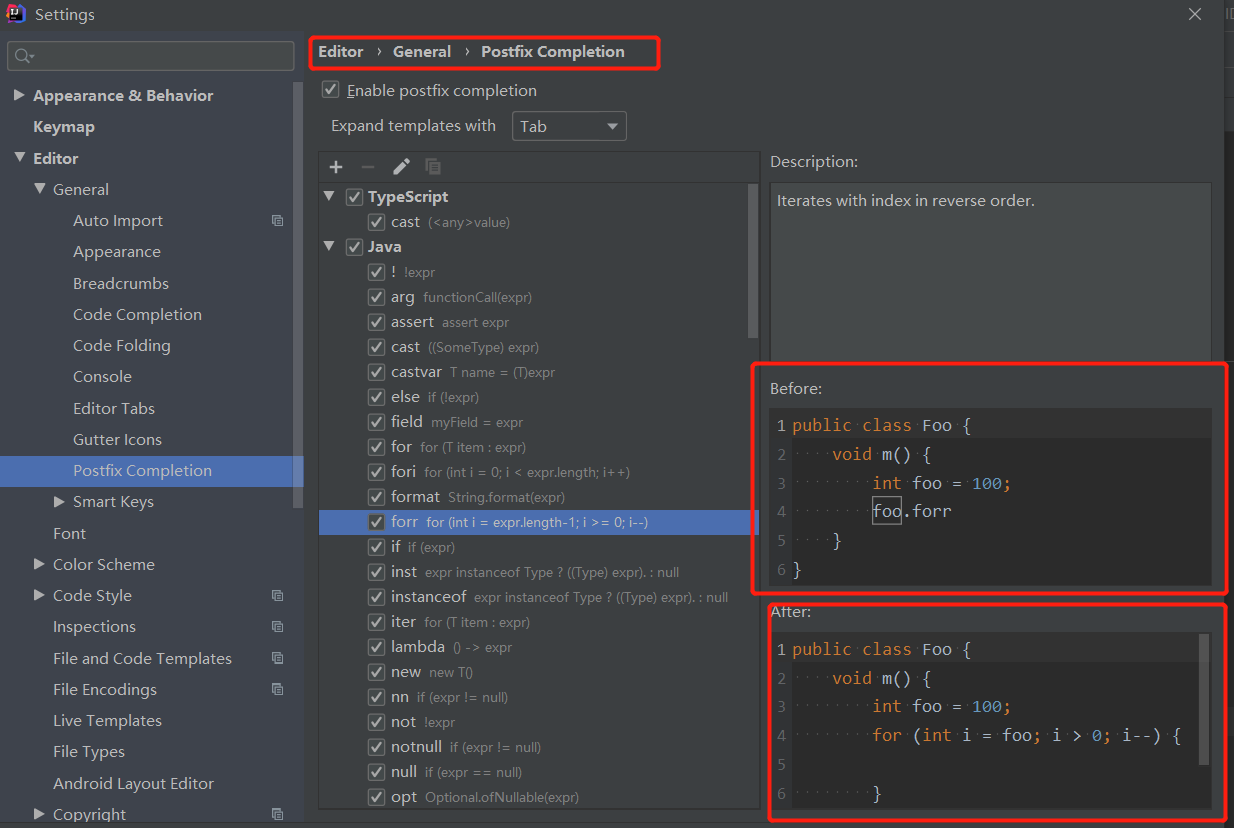 Settings
Appearance & Behavior
Keymap
Editor
General
Auto Import
Appearance
Breadcrumbs
Code Completion
Code Folding
Console
Editor Tabs
Gutter Icons
Postfix Completion
Smart Keys
Font
Color Scheme
Code Style
Inspections
File and Code Templates
File Encodings
Live Templates
File Types
Android Layout Editor
Copyright
Editor › General › Postfix Completion
Enable postfix completion
Expand templates with Tab
TypeScript
cast (<any>value)
Java
! !expr
arg functionCall(expr)
assert assert expr
cast ((SomeType) expr)
castvar T name = (T)expr
else if (!expr)
field myField = expr
for for (T item : expr)
fori for (int i = 0; i < expr.length; i++)
format String.format(expr)
forr for (int i = expr.length-1; i >= 0; i--)
if if (expr)
inst expr instanceof Type ? ((Type) expr). : null
instanceof expr instanceof Type ? ((Type) expr). : null
iter for (T item : expr)
lambda () -> expr
new new T()
nn if (expr != null)
not !expr
notnull if (expr != null)
null if (expr == null)
opt Optional.ofNullable(expr)
Description:
Iterates with index in reverse order.
Before:
1 public class Foo {
2 void m() {
3 int foo = 100;
4 foo.forr
5 }
6 }
After:
1 public class Foo {
2 void m() {
3 int foo = 100;
4 for (int i = foo; i > 0; i--) {
5
6 }